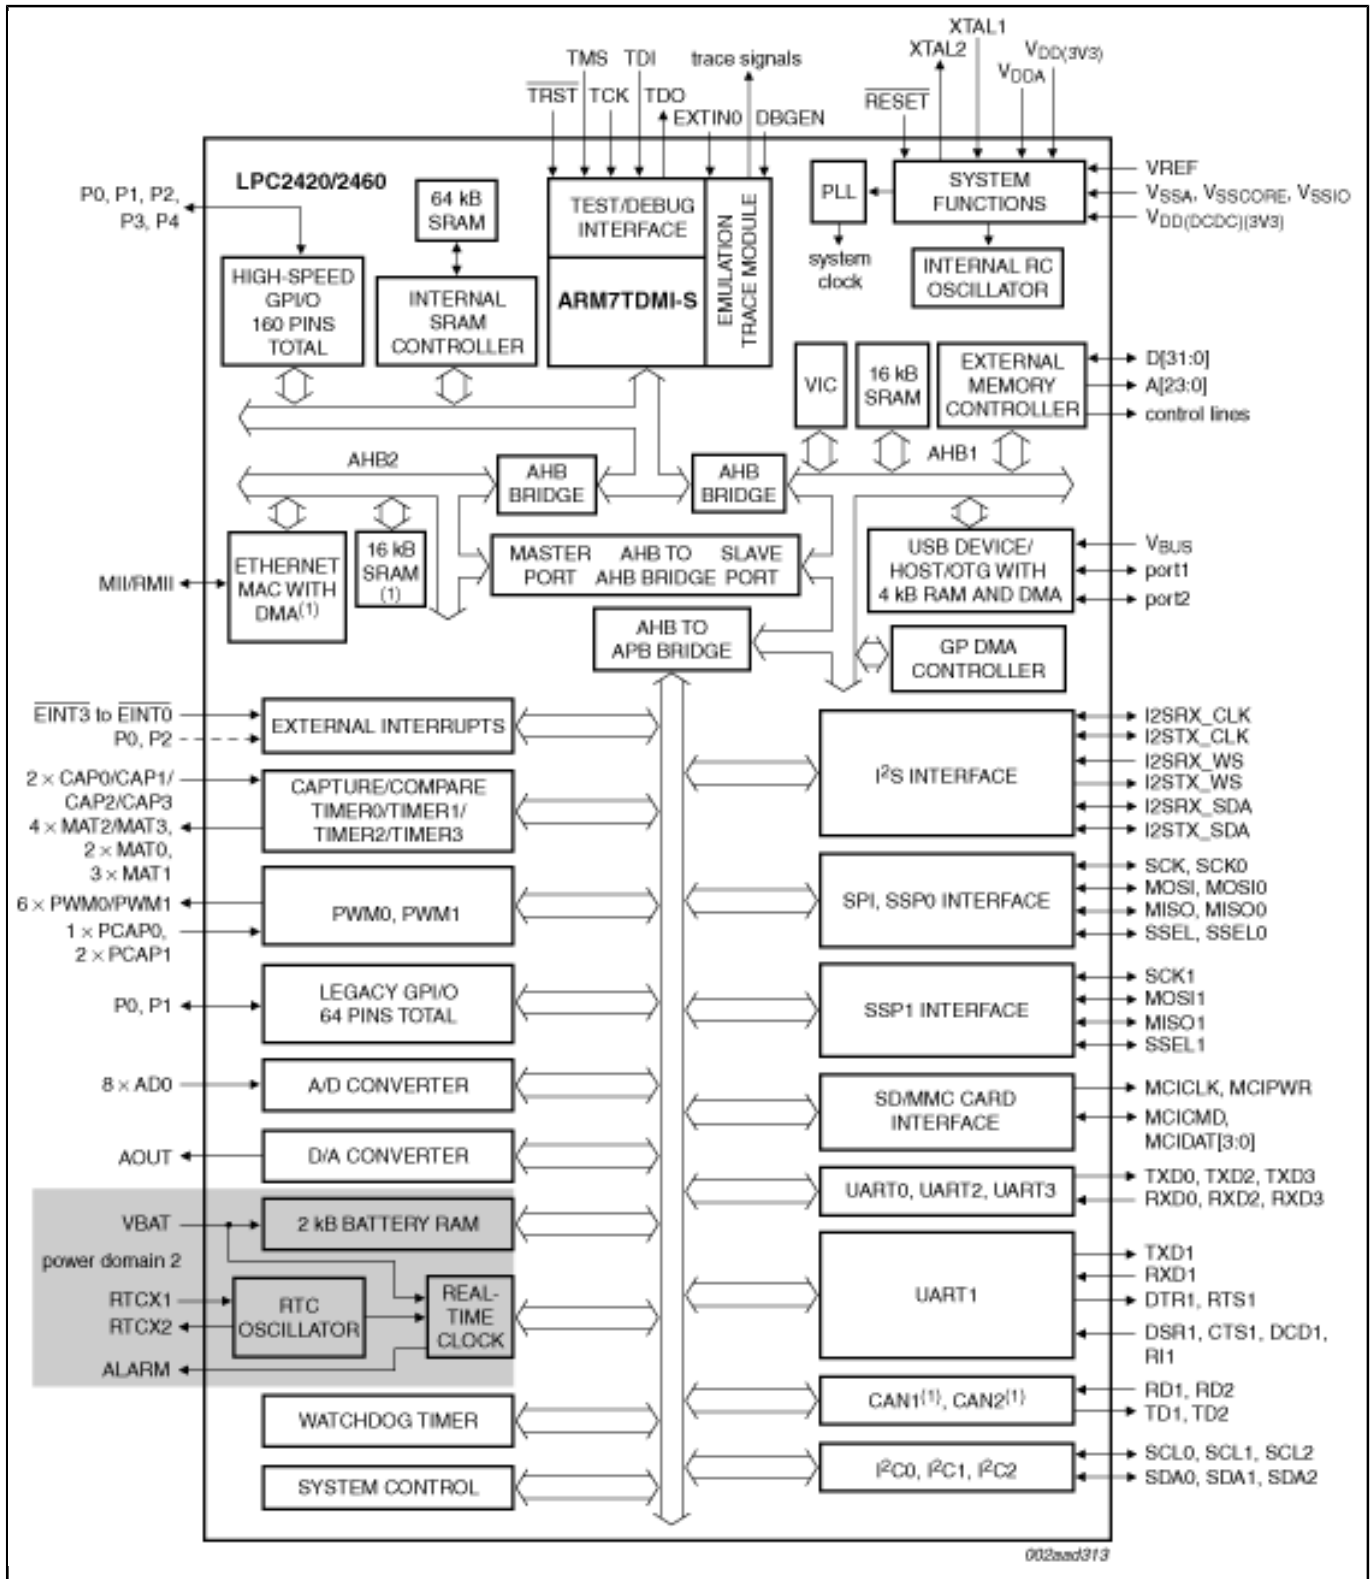 XTAL1
XTAL2
VDD(3V3)
VDDA
RESET
TMS TDI
trace signals
TRST TCK TDO
EXTIN0 DBGEN
LPC2420/2460
P0, P1, P2,
P3, P4
64 kB
SRAM
TEST/DEBUG
INTERFACE
EMULATION
TRACE MODULE
PLL
SYSTEM
FUNCTIONS
VREF
VSSA, VSSCORE, VSSIO
VDD(DCDC)(3V3)
system
clock
INTERNAL RC
OSCILLATOR
HIGH-SPEED
GPI/O
160 PINS
TOTAL
INTERNAL
SRAM
CONTROLLER
ARM7TDMI-S
VIC
16 kB
SRAM
EXTERNAL
MEMORY
CONTROLLER
D[31:0]
A[23:0]
control lines
AHB2
AHB
BRIDGE
AHB
BRIDGE
AHB1
MII/RMII
ETHERNET
MAC WITH
DMA(1)
16 kB
SRAM
(1)
MASTER AHB TO SLAVE
PORT AHB BRIDGE PORT
USB DEVICE/
HOST/OTG WITH
4 kB RAM AND DMA
VBUS
port1
port2
AHB TO
APB BRIDGE
GP DMA
CONTROLLER
EINT3 to EINT0
P0, P2
EXTERNAL INTERRUPTS
2 × CAP0/CAP1/
CAP2/CAP3
4 × MAT2/MAT3,
2 × MAT0,
3 × MAT1
CAPTURE/COMPARE
TIMER0/TIMER1/
TIMER2/TIMER3
6 × PWM0/PWM1
1 × PCAP0,
2 × PCAP1
PWM0, PWM1
P0, P1
LEGACY GPI/O
64 PINS TOTAL
8 × AD0
A/D CONVERTER
AOUT
D/A CONVERTER
VBAT
2 kB BATTERY RAM
power domain 2
RTCX1
RTCX2
RTC
OSCILLATOR
REAL-
TIME
CLOCK
ALARM
WATCHDOG TIMER
SYSTEM CONTROL
I2S INTERFACE
I2SRX_CLK
I2STX_CLK
I2SRX_WS
I2STX_WS
I2SRX_SDA
I2STX_SDA
SPI, SSP0 INTERFACE
SCK, SCK0
MOSI, MOSI0
MISO, MISO0
SSEL, SSEL0
SSP1 INTERFACE
SCK1
MOSI1
MISO1
SSEL1
SD/MMC CARD
INTERFACE
MCICLK, MCIPWR
MCICMD,
MCIDAT[3:0]
UART0, UART2, UART3
TXD0, TXD2, TXD3
RXD0, RXD2, RXD3
UART1
TXD1
RXD1
DTR1, RTS1
DSR1, CTS1, DCD1,
RI1
CAN1(1), CAN2(1)
RD1, RD2
TD1, TD2
I2C0, I2C1, I2C2
SCL0, SCL1, SCL2
SDA0, SDA1, SDA2
002aad313